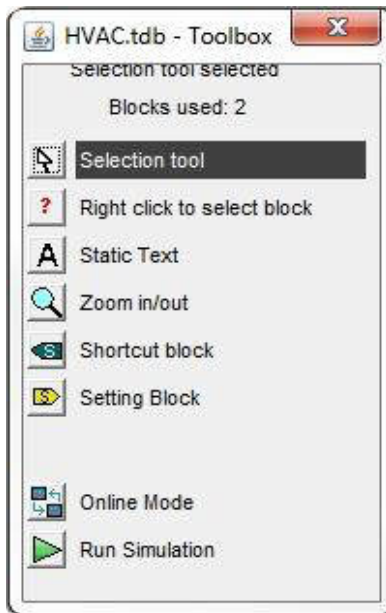 HVAC.tdb - Toolbox
Selection tool selected
Blocks used: 2
Selection tool
? Right click to select block
A Static Text
Zoom in/out
S Shortcut block
S Setting Block
Online Mode
Run Simulation